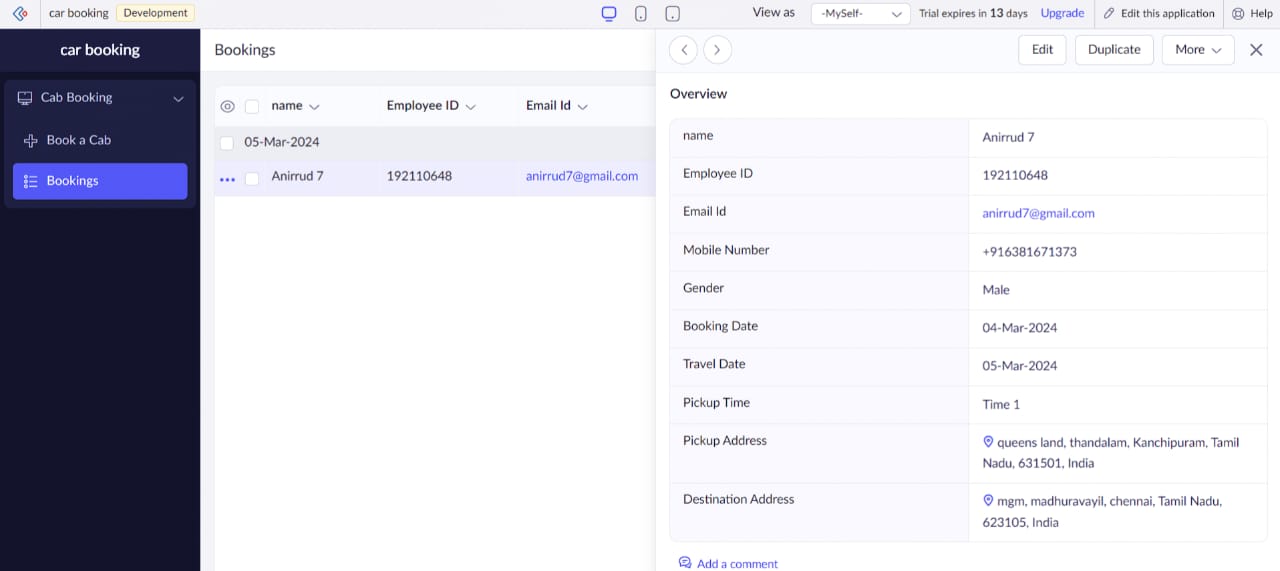 car booking Development View as -MySelf- Trial expires in 13 days Upgrade Edit this application Help
car booking
Cab Booking
Book a Cab
Bookings
Bookings
name Employee ID Email Id
05-Mar-2024
Anirrud 7 192110648 anirrud7@gmail.com
Edit Duplicate More
Overview
name Anirrud 7
Employee ID 192110648
Email Id anirrud7@gmail.com
Mobile Number +916381671373
Gender Male
Booking Date 04-Mar-2024
Travel Date 05-Mar-2024
Pickup Time Time 1
Pickup Address queens land, thandalam, Kanchipuram, Tamil
Nadu, 631501, India
Destination Address mgm, madhuravayil, chennai, Tamil Nadu,
623105, India
Add a comment